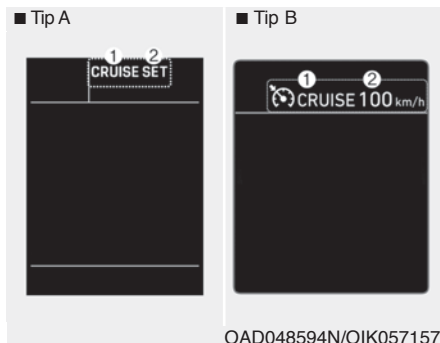 ■ Tip A
■ Tip B
① ②
CRUISE SET
① ②
CRUISE 100 km/h
OAD048594N/OIK057157